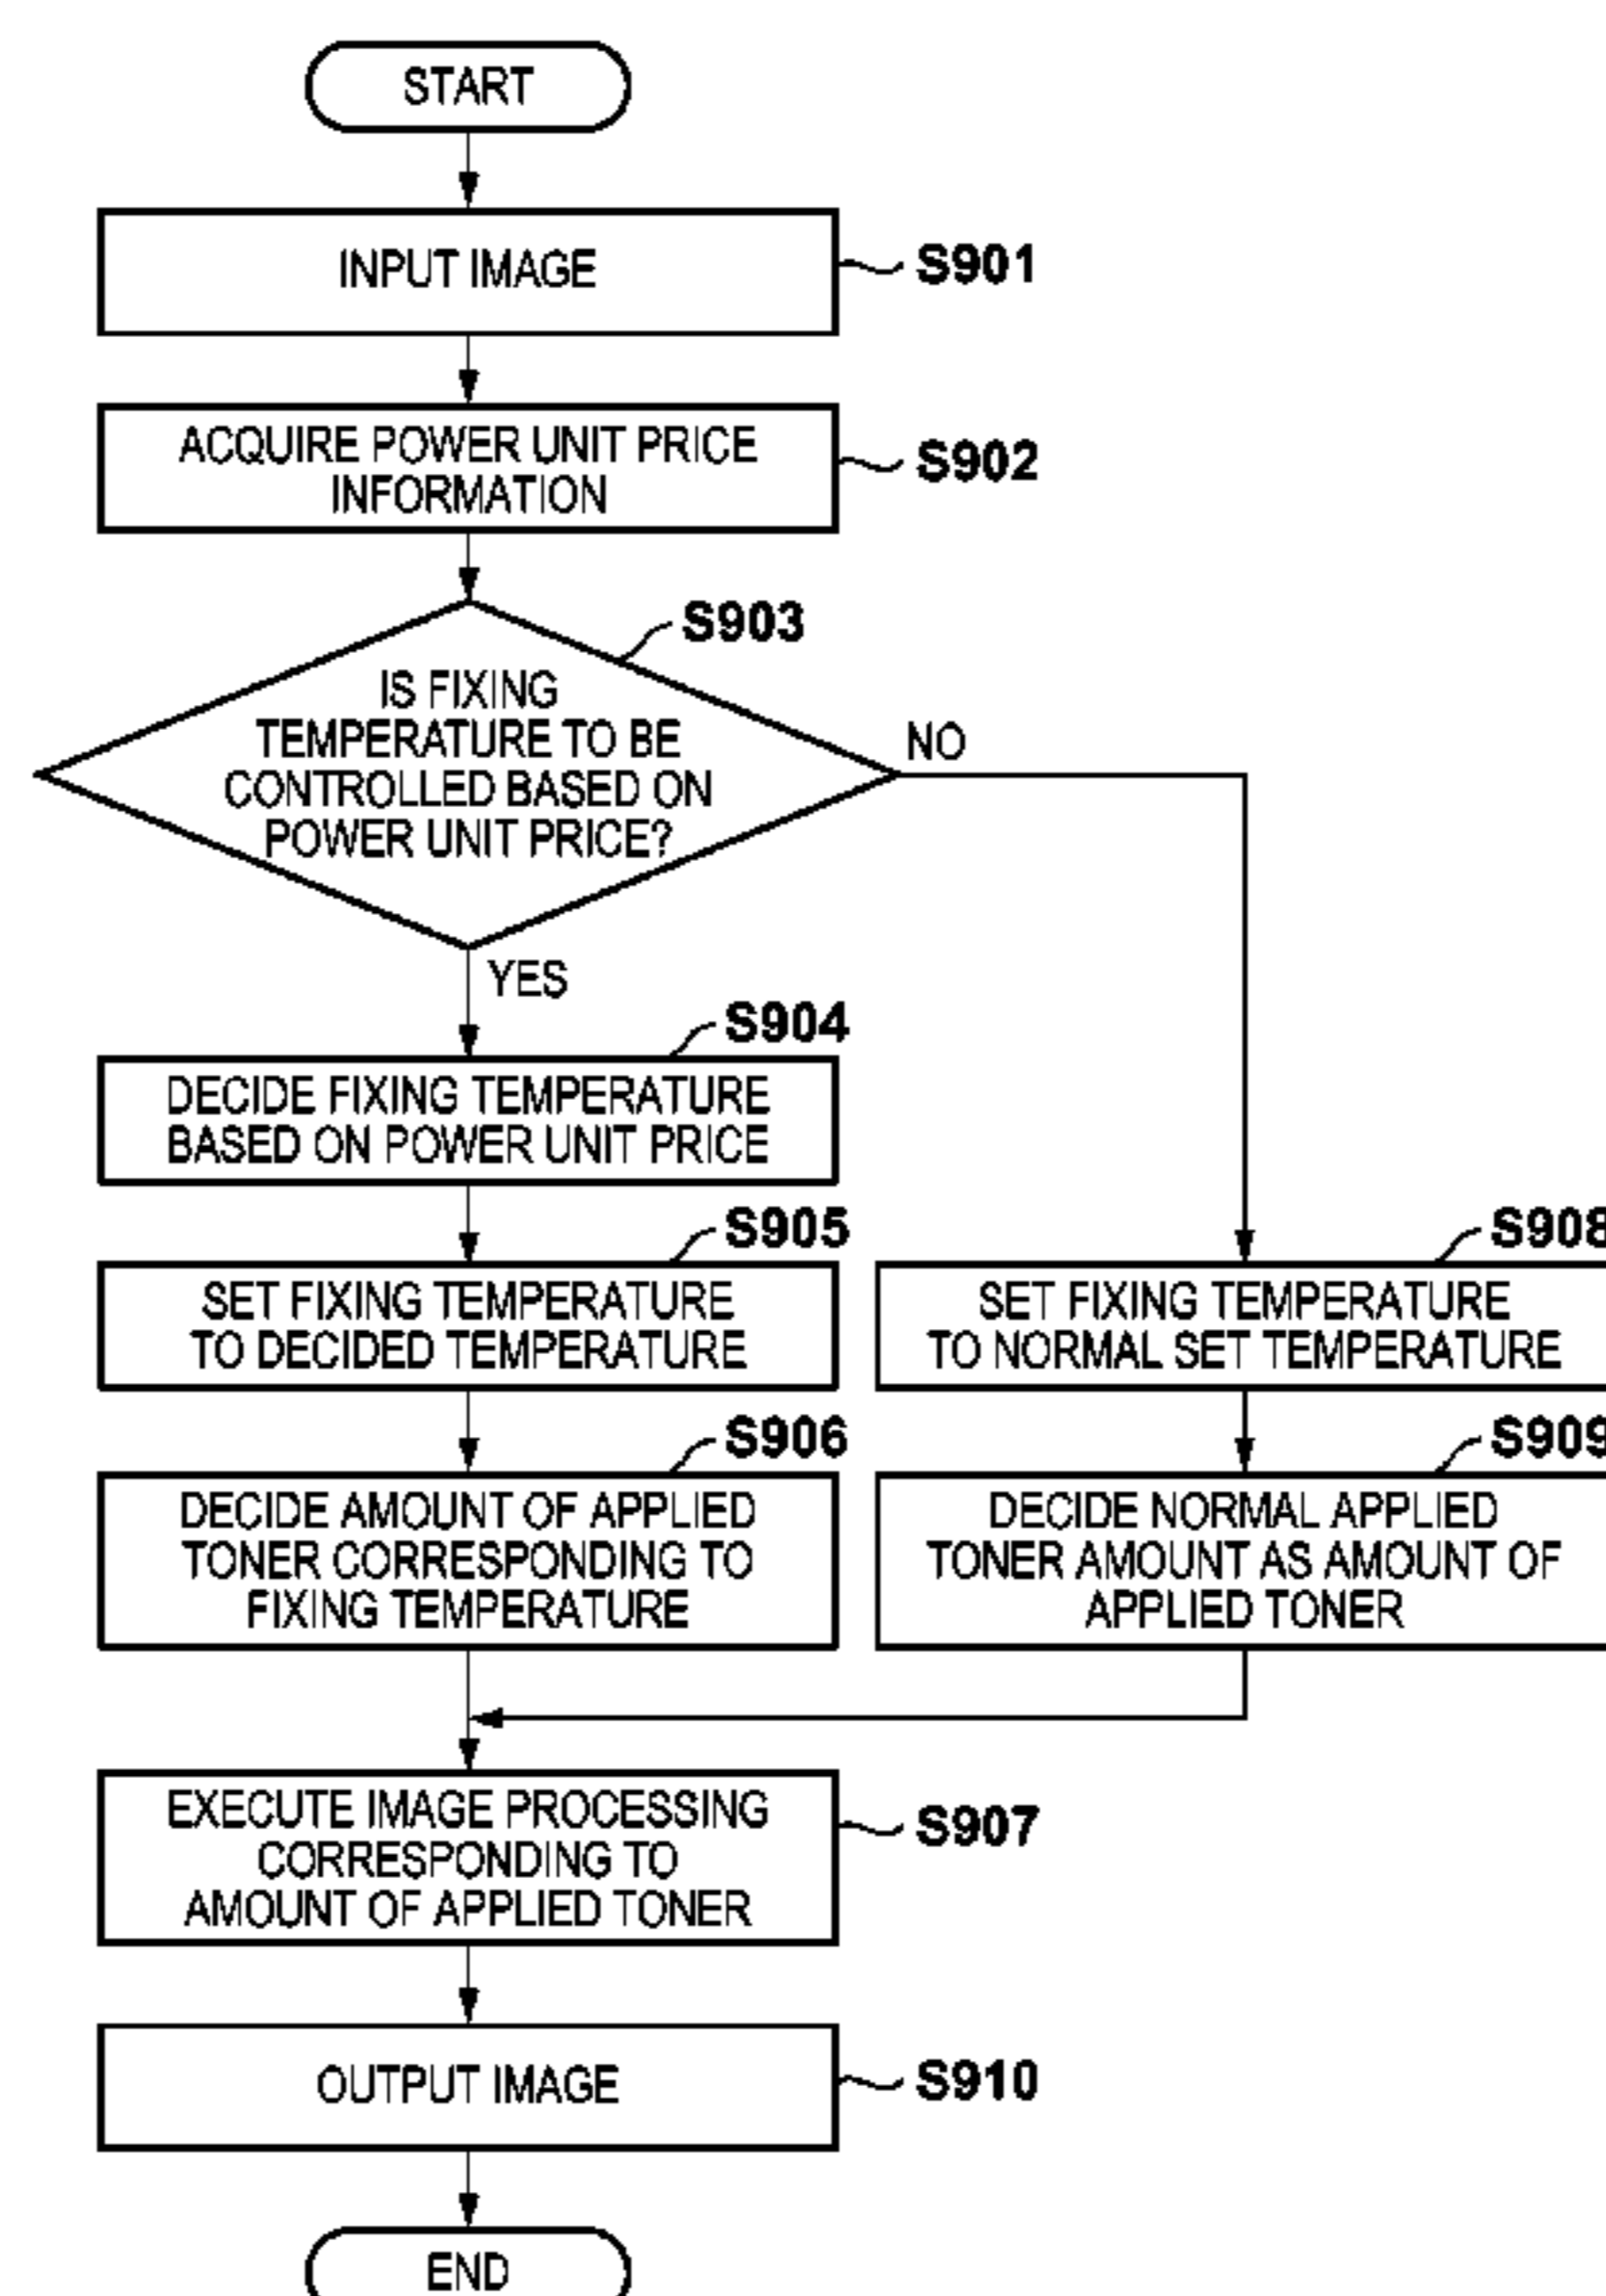 START
INPUT IMAGE
S901
ACQUIRE POWER UNIT PRICE
INFORMATION
S902
S903
IS FIXING
TEMPERATURE TO BE
CONTROLLED BASED ON
POWER UNIT PRICE?
NO
YES
S904
DECIDE FIXING TEMPERATURE
BASED ON POWER UNIT PRICE
S905
SET FIXING TEMPERATURE
TO DECIDED TEMPERATURE
S908
SET FIXING TEMPERATURE
TO NORMAL SET TEMPERATURE
S906
DECIDE AMOUNT OF APPLIED
TONER CORRESPONDING TO
FIXING TEMPERATURE
S909
DECIDE NORMAL APPLIED
TONER AMOUNT AS AMOUNT OF
APPLIED TONER
EXECUTE IMAGE PROCESSING
CORRESPONDING TO
AMOUNT OF APPLIED TONER
S907
OUTPUT IMAGE
S910
END